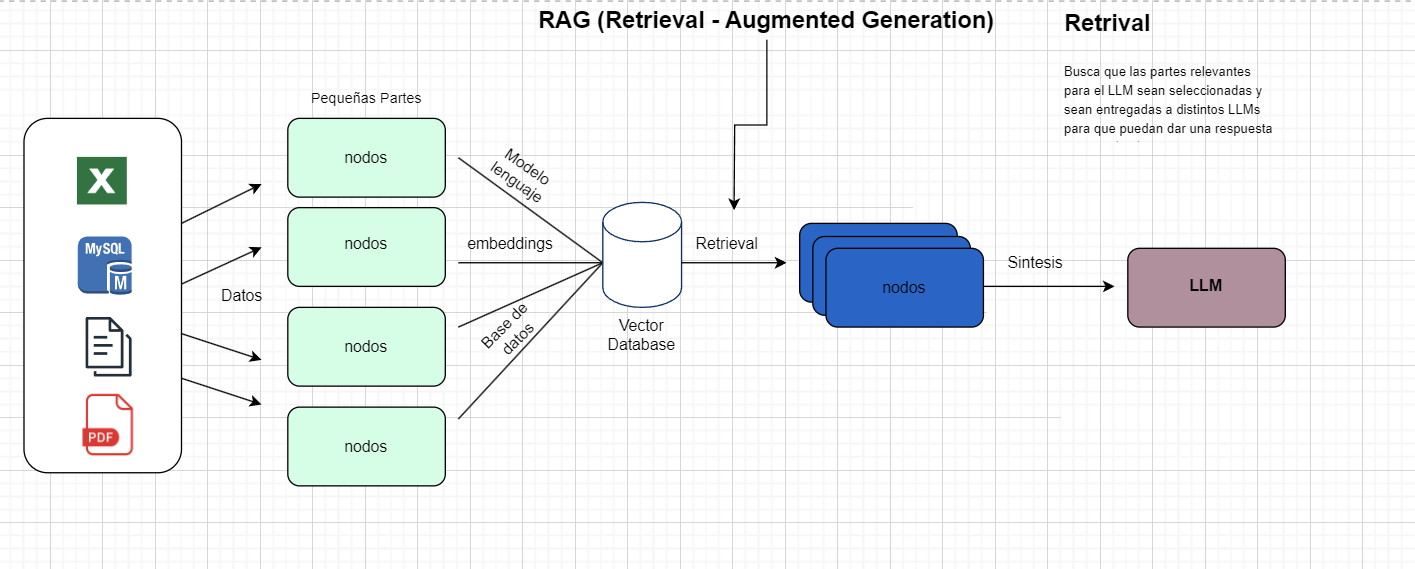 RAG (Retrieval - Augmented Generation)
Retrival
Busca que las partes relevantes
para el LLM sean seleccionadas y
sean entregadas a distintos LLMs
para que puedan dar una respuesta
Pequeñas Partes
X
MySQL
M
PDF
Datos
nodos
nodos
nodos
nodos
Modelo
lenguaje
embeddings
Base de
datos
Vector
Database
Retrieval
nodos
Sintesis
LLM